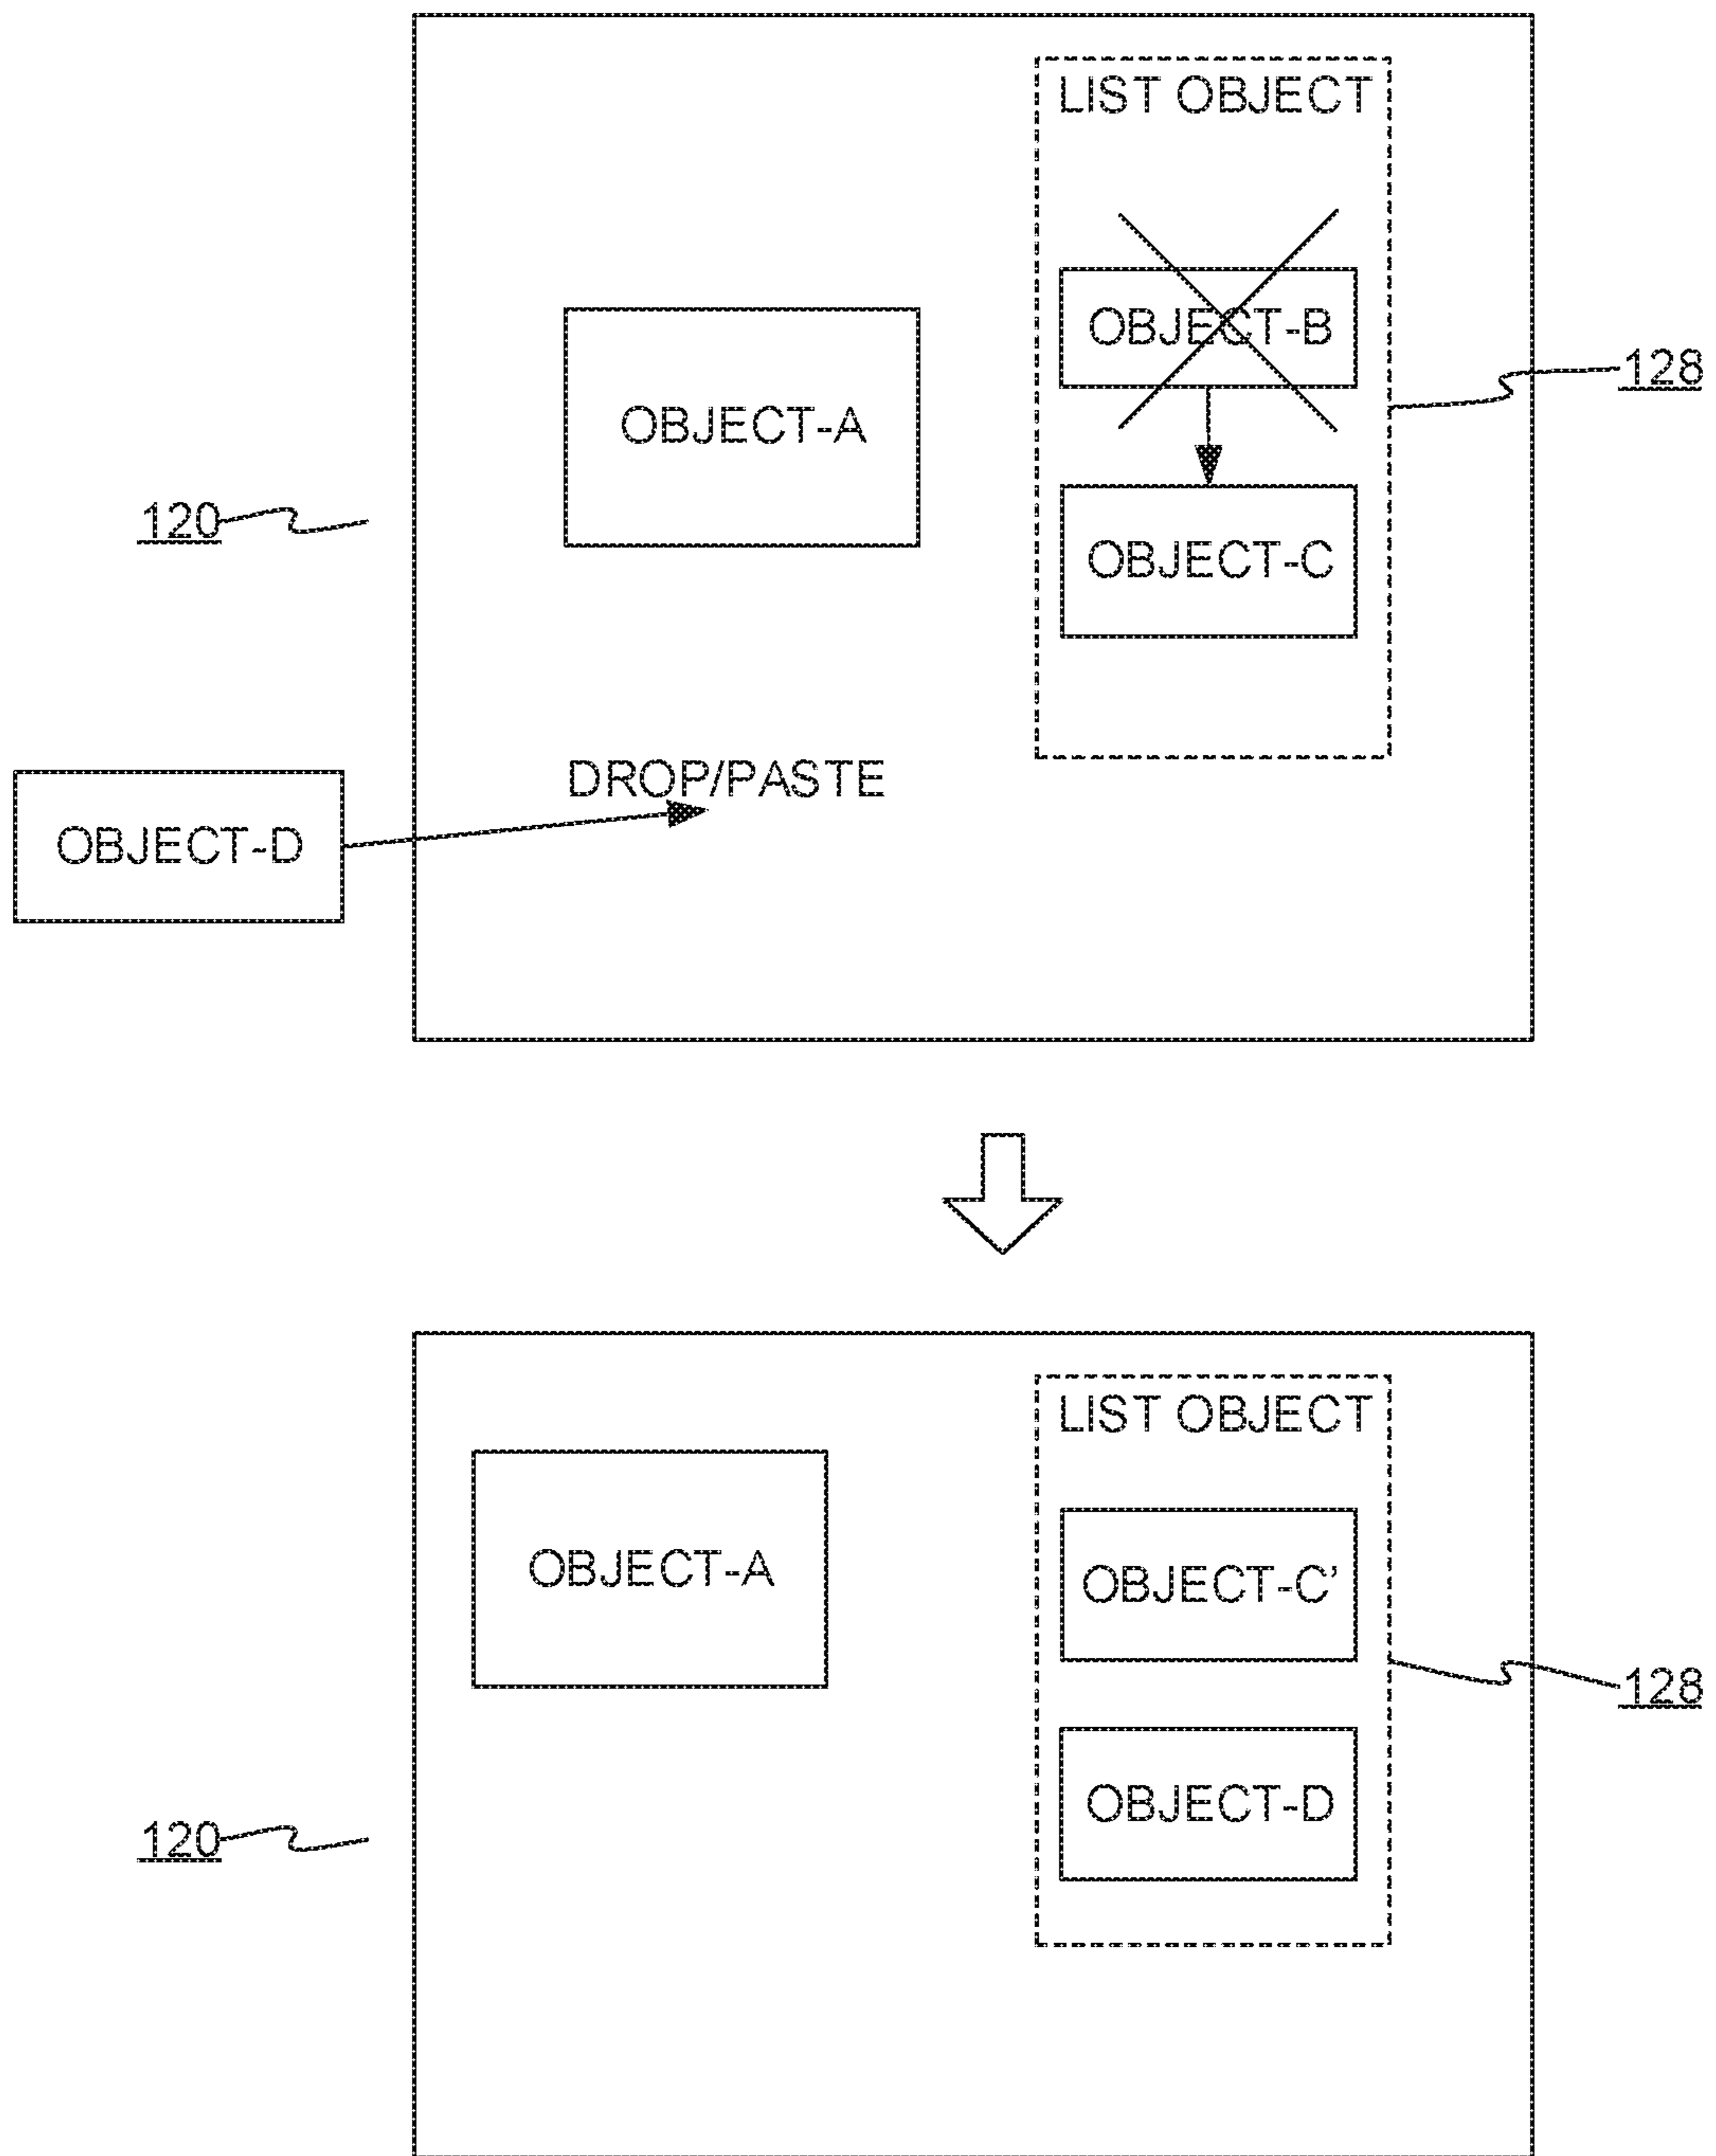 LIST OBJECT
OBJECT-B
128
OBJECT-A
120
OBJECT-C
DROP/PASTE
OBJECT-D
LIST OBJECT
OBJECT-A
OBJECT-C’
128
OBJECT-D
120